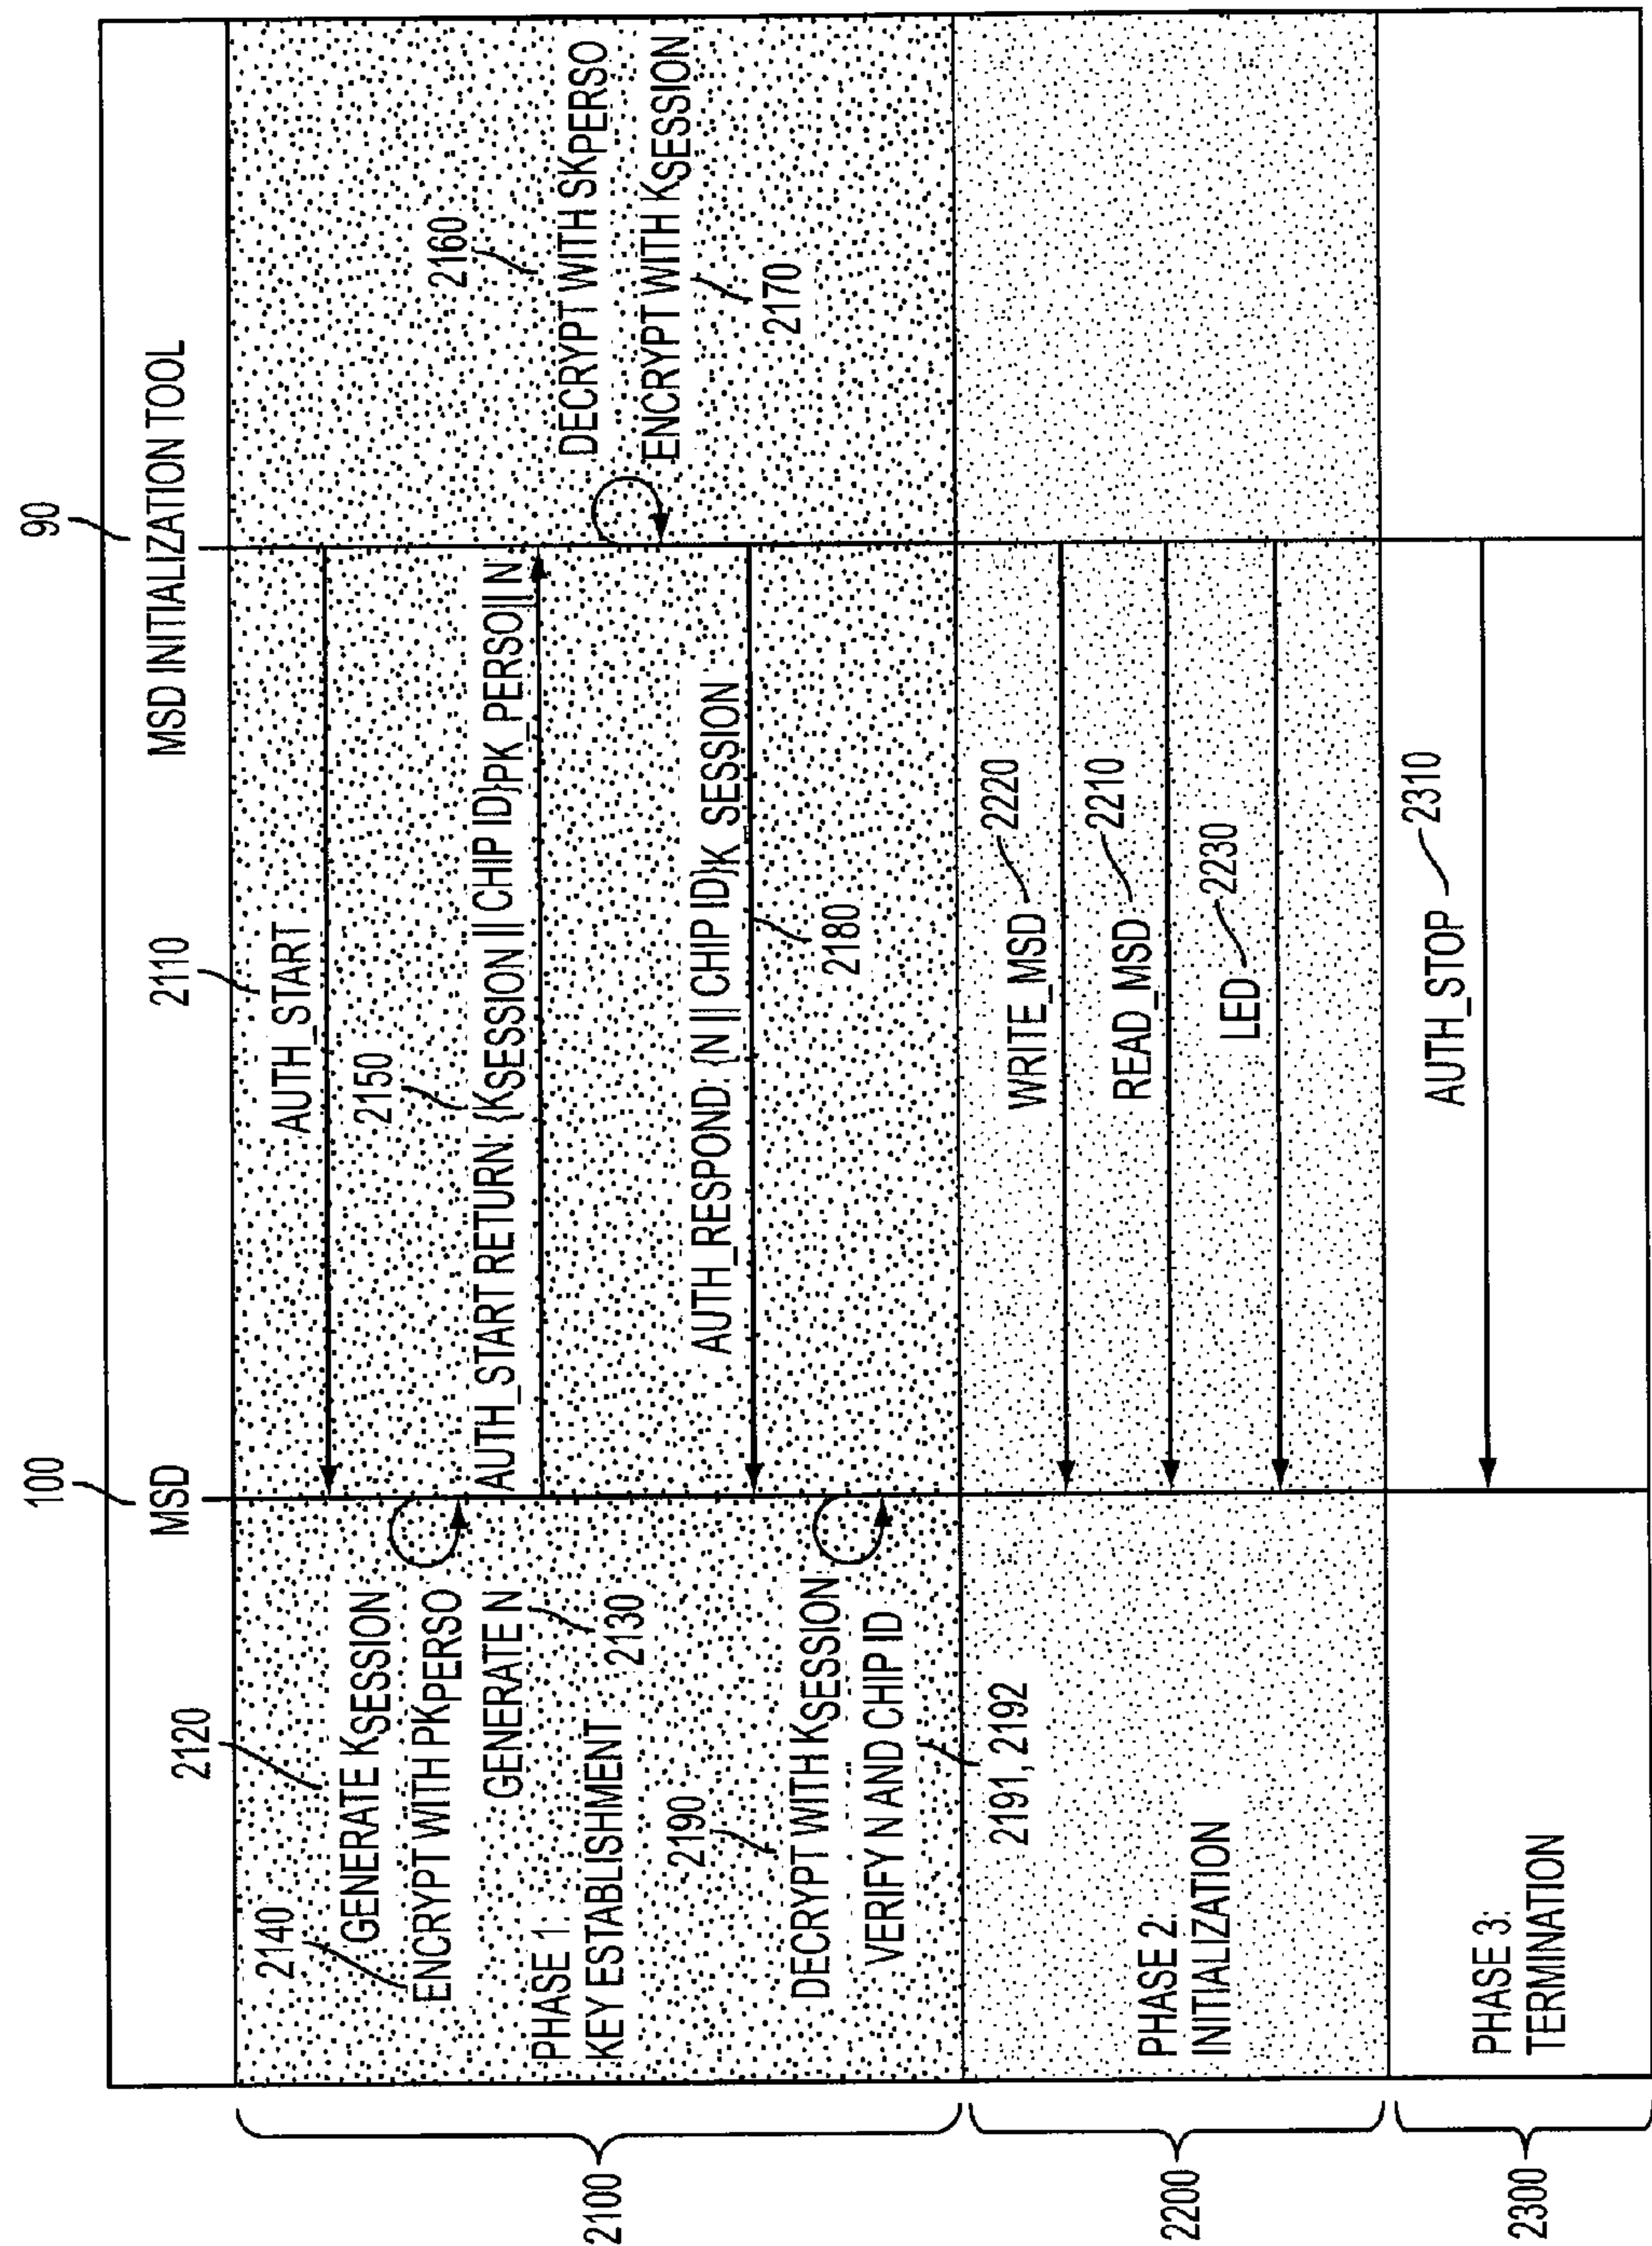 90
MSD INITIALIZATION TOOL
100
MSD
2110
AUTH_START
2120
GENERATE KSESSION
2140
ENCRYPT WITH PKPERSO
GENERATE N
2130
2150
AUTH_START RETURN {KSESSION || CHIP ID}PK_PERSO|| N
2160
DECRYPT WITH SKPERSO
ENCRYPT WITH KSESSION
2170
PHASE 1:
KEY ESTABLISHMENT
AUTH_RESPOND: {N || CHIP ID}K_SESSION
2180
2190
DECRYPT WITH KSESSION
VERIFY N AND CHIP ID
2191, 2192
2100
WRITE_MSD
2220
READ_MSD
2210
LED
2230
PHASE 2:
INITIALIZATION
2200
AUTH_STOP
2310
PHASE 3:
TERMINATION
2300